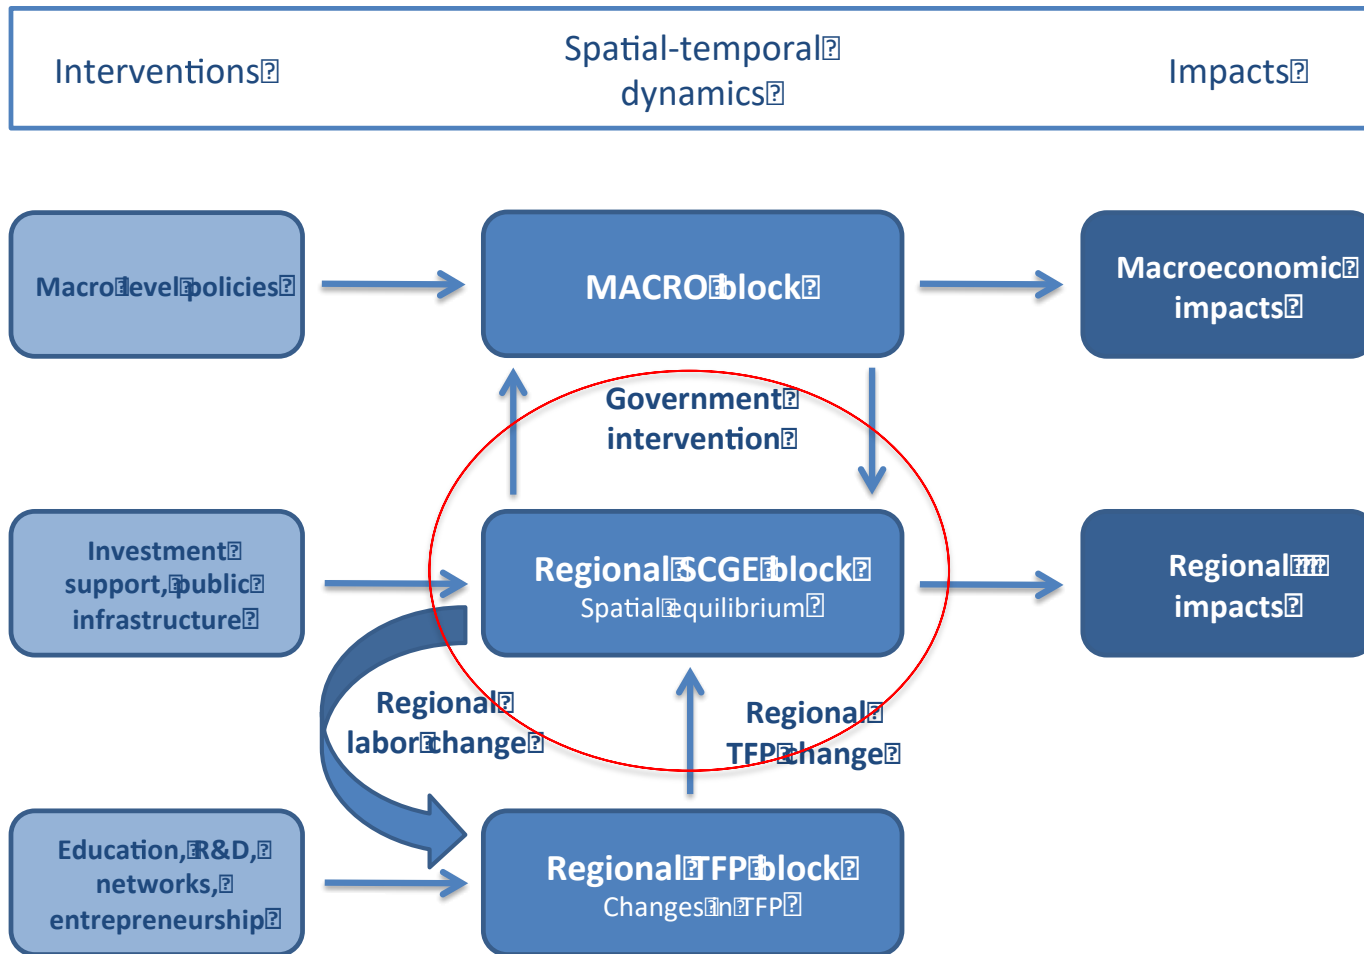 Interventions
Spatial-temporal
dynamics
Impacts
Macro level policies
MACRO block
Macroeconomic
impacts
Government
intervention
Investment
support, public
infrastructure
Regional SCGE block
Spatial equilibrium
Regional
impacts
Regional
labor change
Regional
TFP change
Education, R&D,
networks,
entrepreneurship
Regional TFP block
Changes in TFP